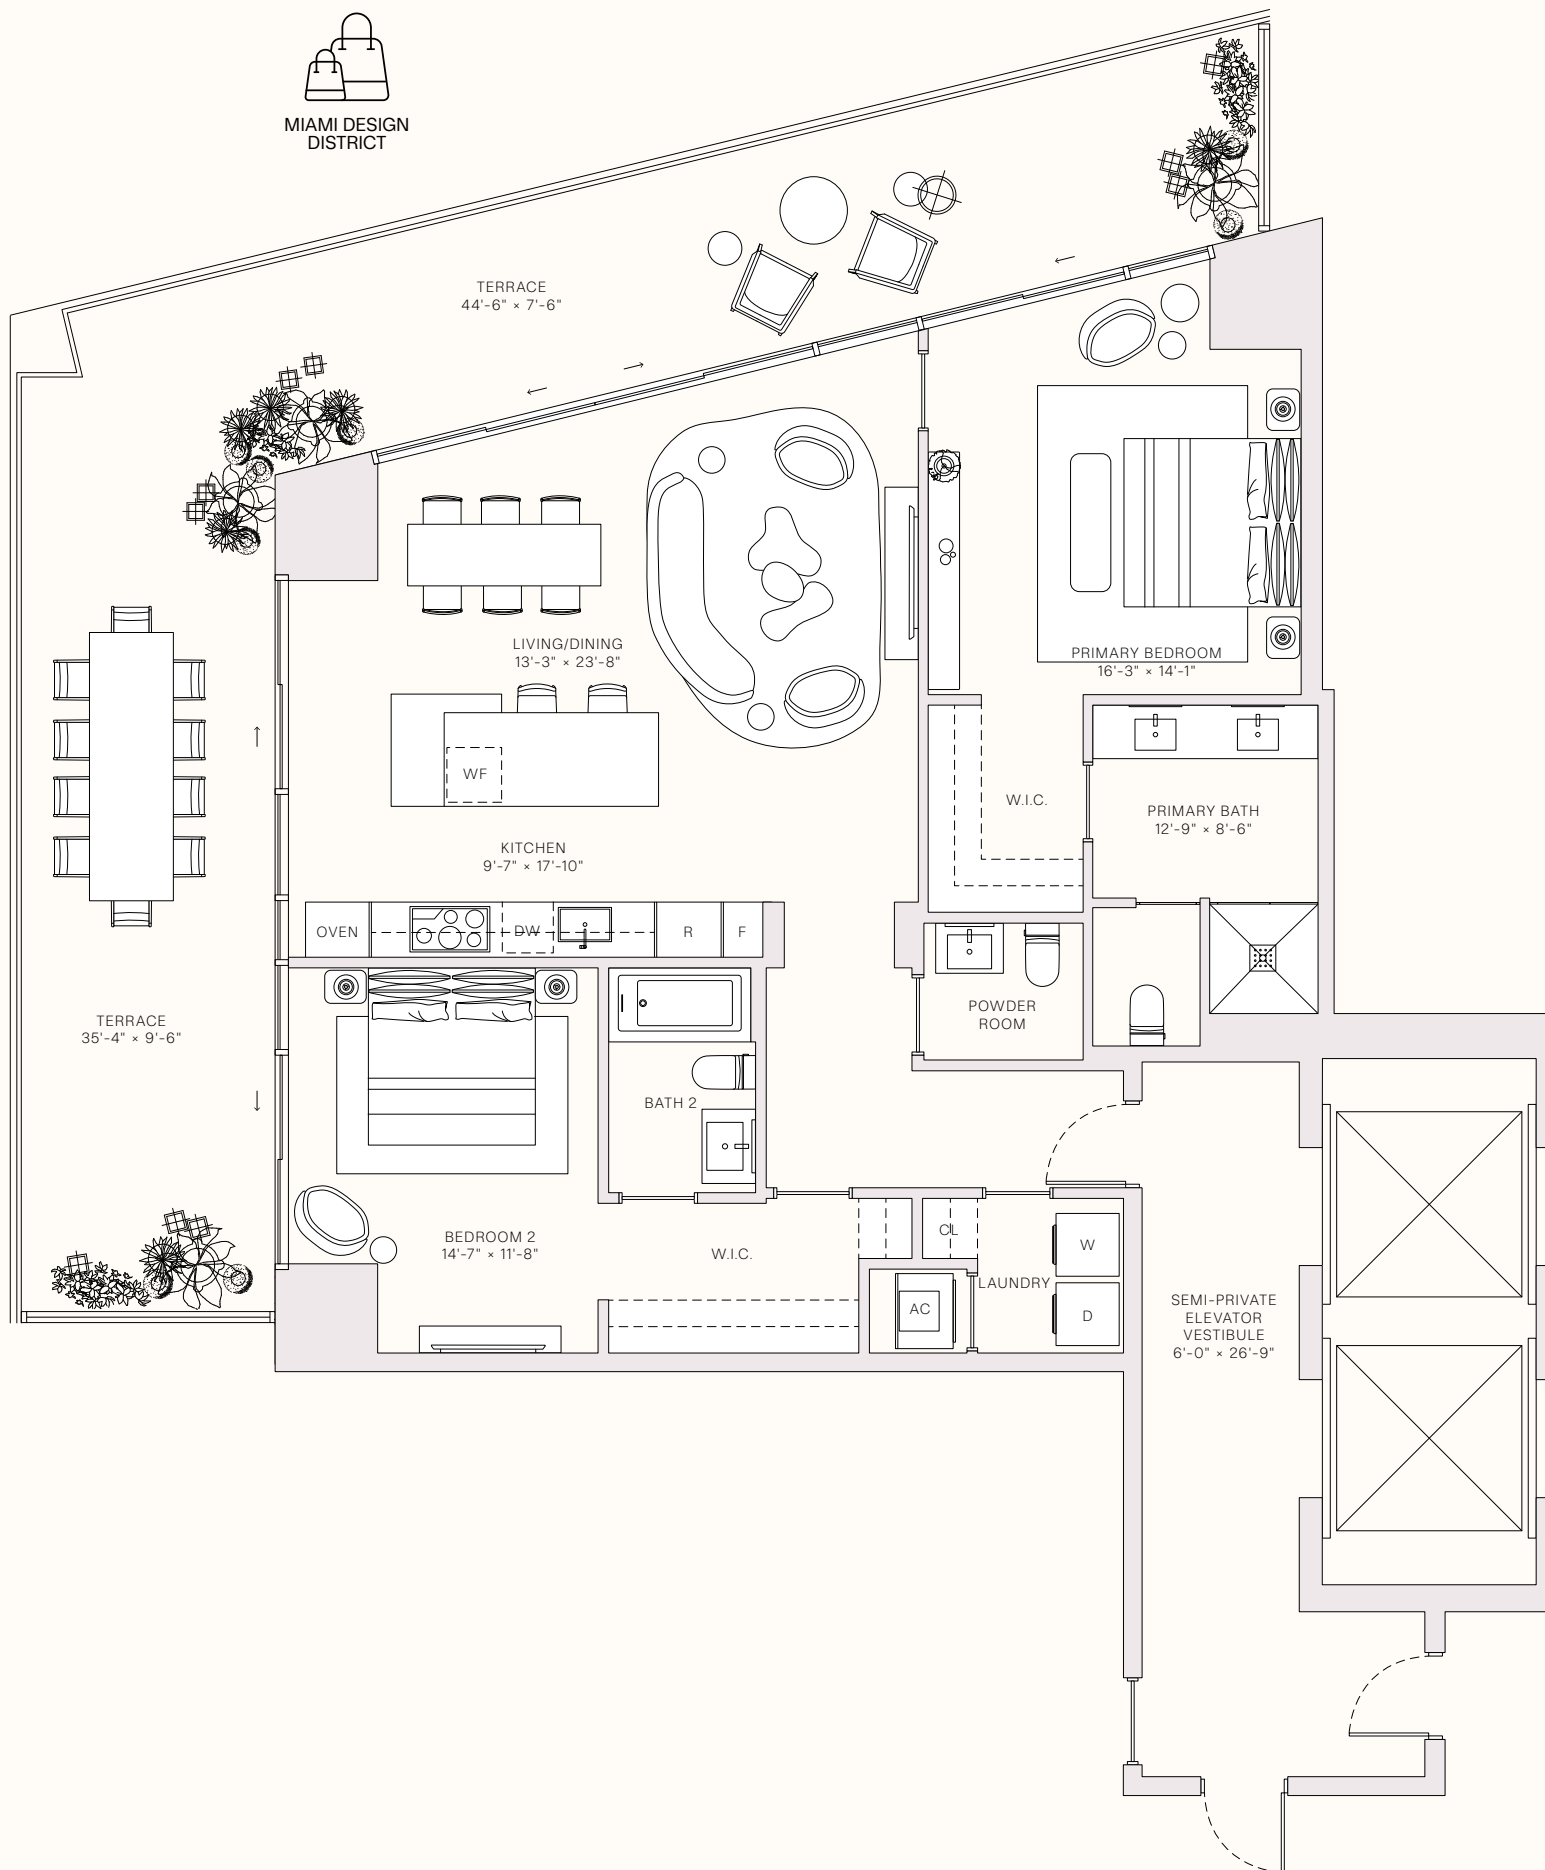 MIAMI DESIGN
DISTRICT
TERRACE
44'-6" × 7'-6"
LIVING/DINING
13'-3" × 23'-8"
PRIMARY BEDROOM
16'-3" × 14'-1"
WF
W.I.C.
PRIMARY BATH
12'-9" × 8'-6"
KITCHEN
9'-7" × 17'-10"
OVEN
DW
R
F
POWDER
ROOM
TERRACE
35'-4" × 9'-6"
BATH 2
BEDROOM 2
14'-7" × 11'-8"
W.I.C.
CL
W
LAUNDRY
AC
D
SEMI-PRIVATE
ELEVATOR
VESTIBULE
6'-0" × 26'-9"